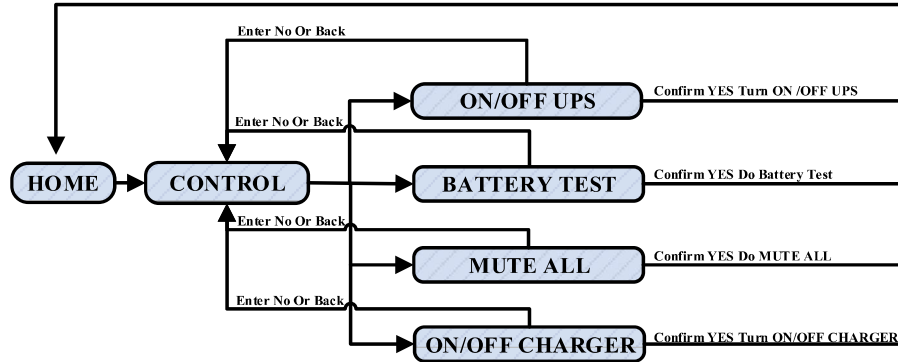 Enter No Or Back
ON/OFF UPS
Confirm YES Turn ON /OFF UPS
Enter No Or Back
HOME
CONTROL
BATTERY TEST
Confirm YES Do Battery Test
Enter No Or Back
MUTE ALL
Confirm YES Do MUTE ALL
Enter No Or Back
ON/OFF CHARGER
Confirm YES Turn ON/OFF CHARGER